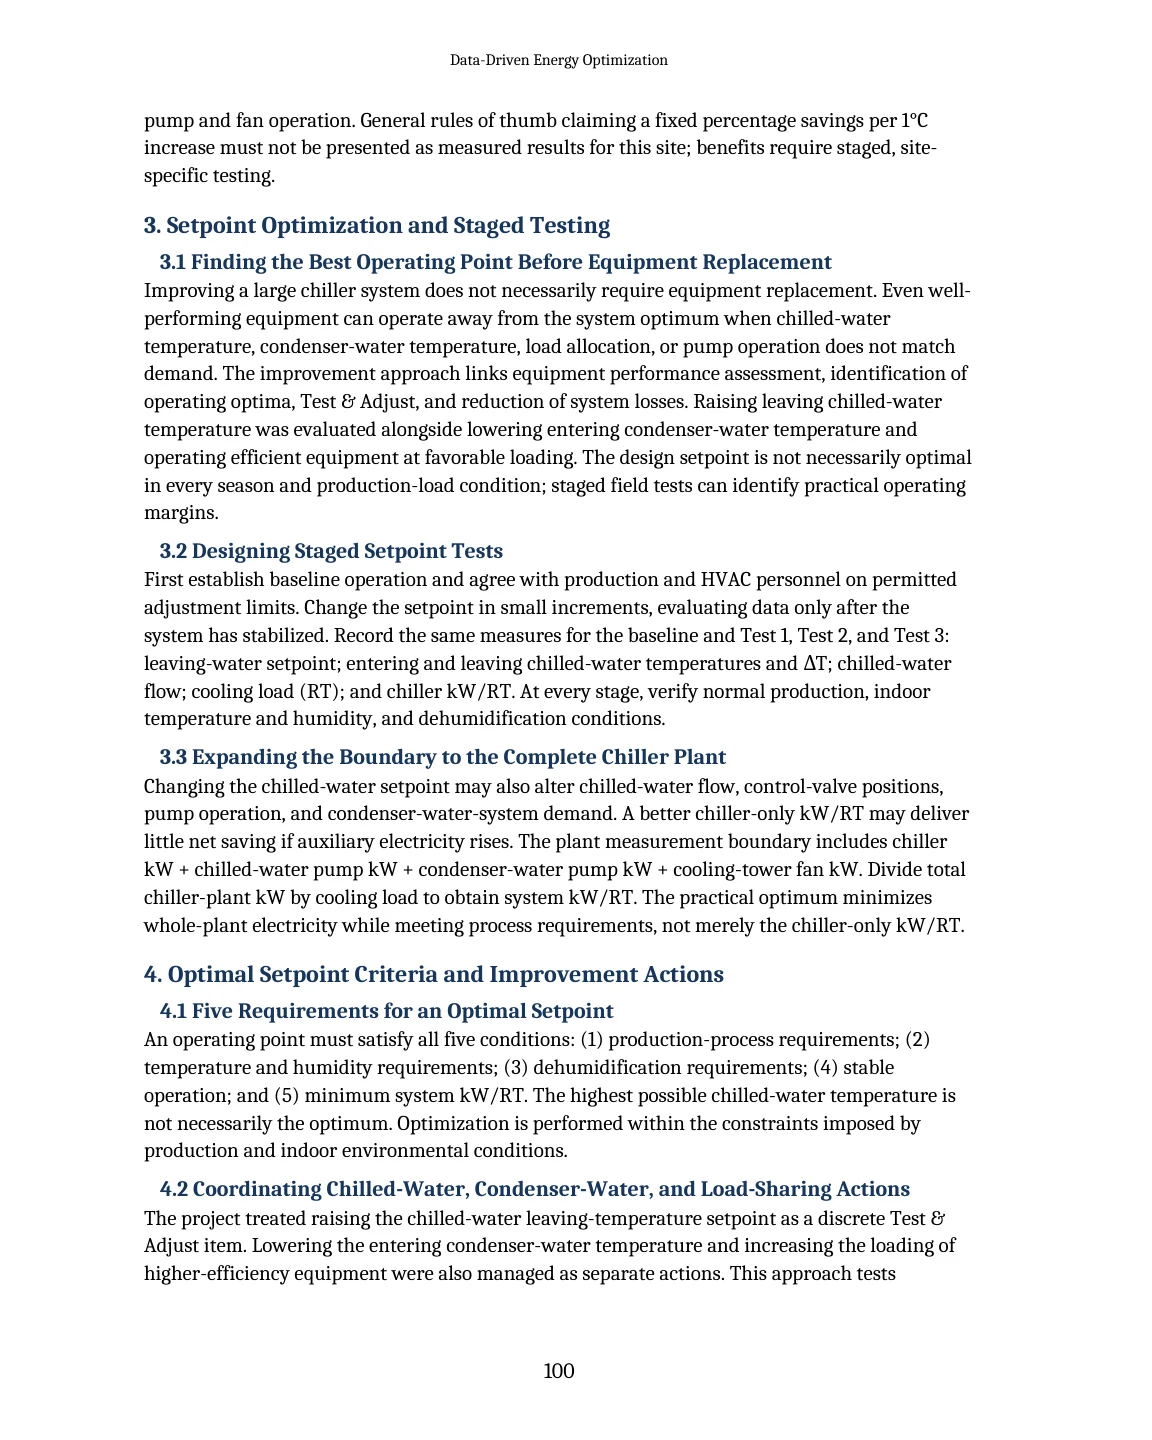 Data-Driven Energy Optimization
pump and fan operation. General rules of thumb claiming a fixed percentage savings per 1°C
increase must not be presented as measured results for this site; benefits require staged, site-
specific testing.
3. Setpoint Optimization and Staged Testing
3.1 Finding the Best Operating Point Before Equipment Replacement
Improving a large chiller system does not necessarily require equipment replacement. Even well-
performing equipment can operate away from the system optimum when chilled-water
temperature, condenser-water temperature, load allocation, or pump operation does not match
demand. The improvement approach links equipment performance assessment, identification of
operating optima, Test & Adjust, and reduction of system losses. Raising leaving chilled-water
temperature was evaluated alongside lowering entering condenser-water temperature and
operating efficient equipment at favorable loading. The design setpoint is not necessarily optimal
in every season and production-load condition; staged field tests can identify practical operating
margins.
3.2 Designing Staged Setpoint Tests
First establish baseline operation and agree with production and HVAC personnel on permitted
adjustment limits. Change the setpoint in small increments, evaluating data only after the
system has stabilized. Record the same measures for the baseline and Test 1, Test 2, and Test 3:
leaving-water setpoint; entering and leaving chilled-water temperatures and ΔT; chilled-water
flow; cooling load (RT); and chiller kW/RT. At every stage, verify normal production, indoor
temperature and humidity, and dehumidification conditions.
3.3 Expanding the Boundary to the Complete Chiller Plant
Changing the chilled-water setpoint may also alter chilled-water flow, control-valve positions,
pump operation, and condenser-water-system demand. A better chiller-only kW/RT may deliver
little net saving if auxiliary electricity rises. The plant measurement boundary includes chiller
kW + chilled-water pump kW + condenser-water pump kW + cooling-tower fan kW. Divide total
chiller-plant kW by cooling load to obtain system kW/RT. The practical optimum minimizes
whole-plant electricity while meeting process requirements, not merely the chiller-only kW/RT.
4. Optimal Setpoint Criteria and Improvement Actions
4.1 Five Requirements for an Optimal Setpoint
An operating point must satisfy all five conditions: (1) production-process requirements; (2)
temperature and humidity requirements; (3) dehumidification requirements; (4) stable
operation; and (5) minimum system kW/RT. The highest possible chilled-water temperature is
not necessarily the optimum. Optimization is performed within the constraints imposed by
production and indoor environmental conditions.
4.2 Coordinating Chilled-Water, Condenser-Water, and Load-Sharing Actions
The project treated raising the chilled-water leaving-temperature setpoint as a discrete Test &
Adjust item. Lowering the entering condenser-water temperature and increasing the loading of
higher-efficiency equipment were also managed as separate actions. This approach tests
100